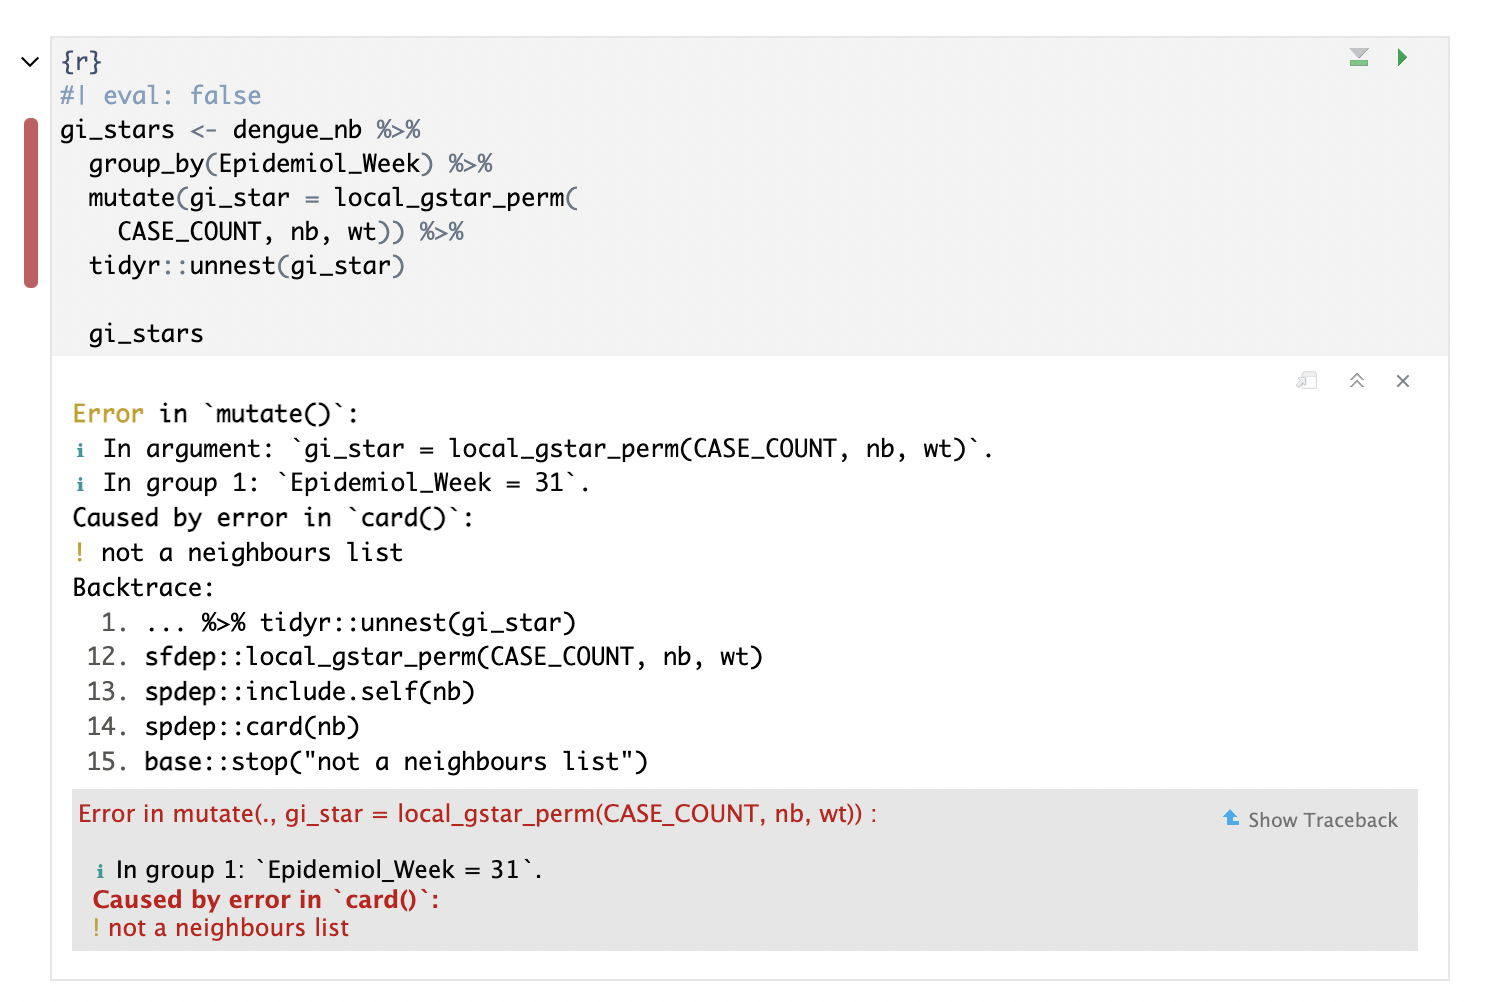 {r}
#| eval: false
gi_stars <- dengue_nb %>%
  group_by(Epidemiol_Week) %>%
  mutate(gi_star = local_gstar_perm(
    CASE_COUNT, nb, wt)) %>%
  tidyr::unnest(gi_star)
  gi_stars
Error in `mutate()`:
ℹ In argument: `gi_star = local_gstar_perm(CASE_COUNT, nb, wt)`.
ℹ In group 1: `Epidemiol_Week = 31`.
Caused by error in `card()`:
! not a neighbours list
Backtrace:
  1. ... %>% tidyr::unnest(gi_star)
 12. sfdep::local_gstar_perm(CASE_COUNT, nb, wt)
 13. spdep::include.self(nb)
 14. spdep::card(nb)
 15. base::stop("not a neighbours list")
Error in mutate(., gi_star = local_gstar_perm(CASE_COUNT, nb, wt)) :
Show Traceback
ℹ In group 1: `Epidemiol_Week = 31`.
Caused by error in `card()`:
! not a neighbours list